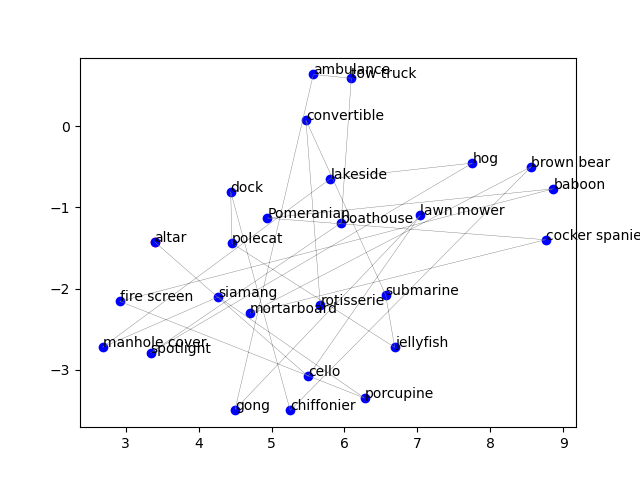 ambulance
tow truck
convertible
0
hog
brown bear
lakeside
baboon
dock
−1
Pomeranian
lawn mower
boathouse
altar
polecat
cocker spanie
−2
fire screen
siamang
submarine
mortarboard
rotisserie
manhole cover
spotlight
jellyfish
−3
cello
porcupine
gong
chiffonier
3 4 5 6 7 8 9